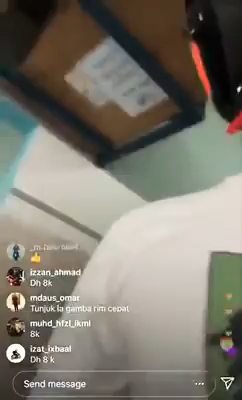 👍
izzan_ahmad
Dh 8k
mdaus_omar
Tunjuk la gamba rim cepat
muhd_hfzl_ikml
8k
izat_ixbaal
Dh 8 k
Send message